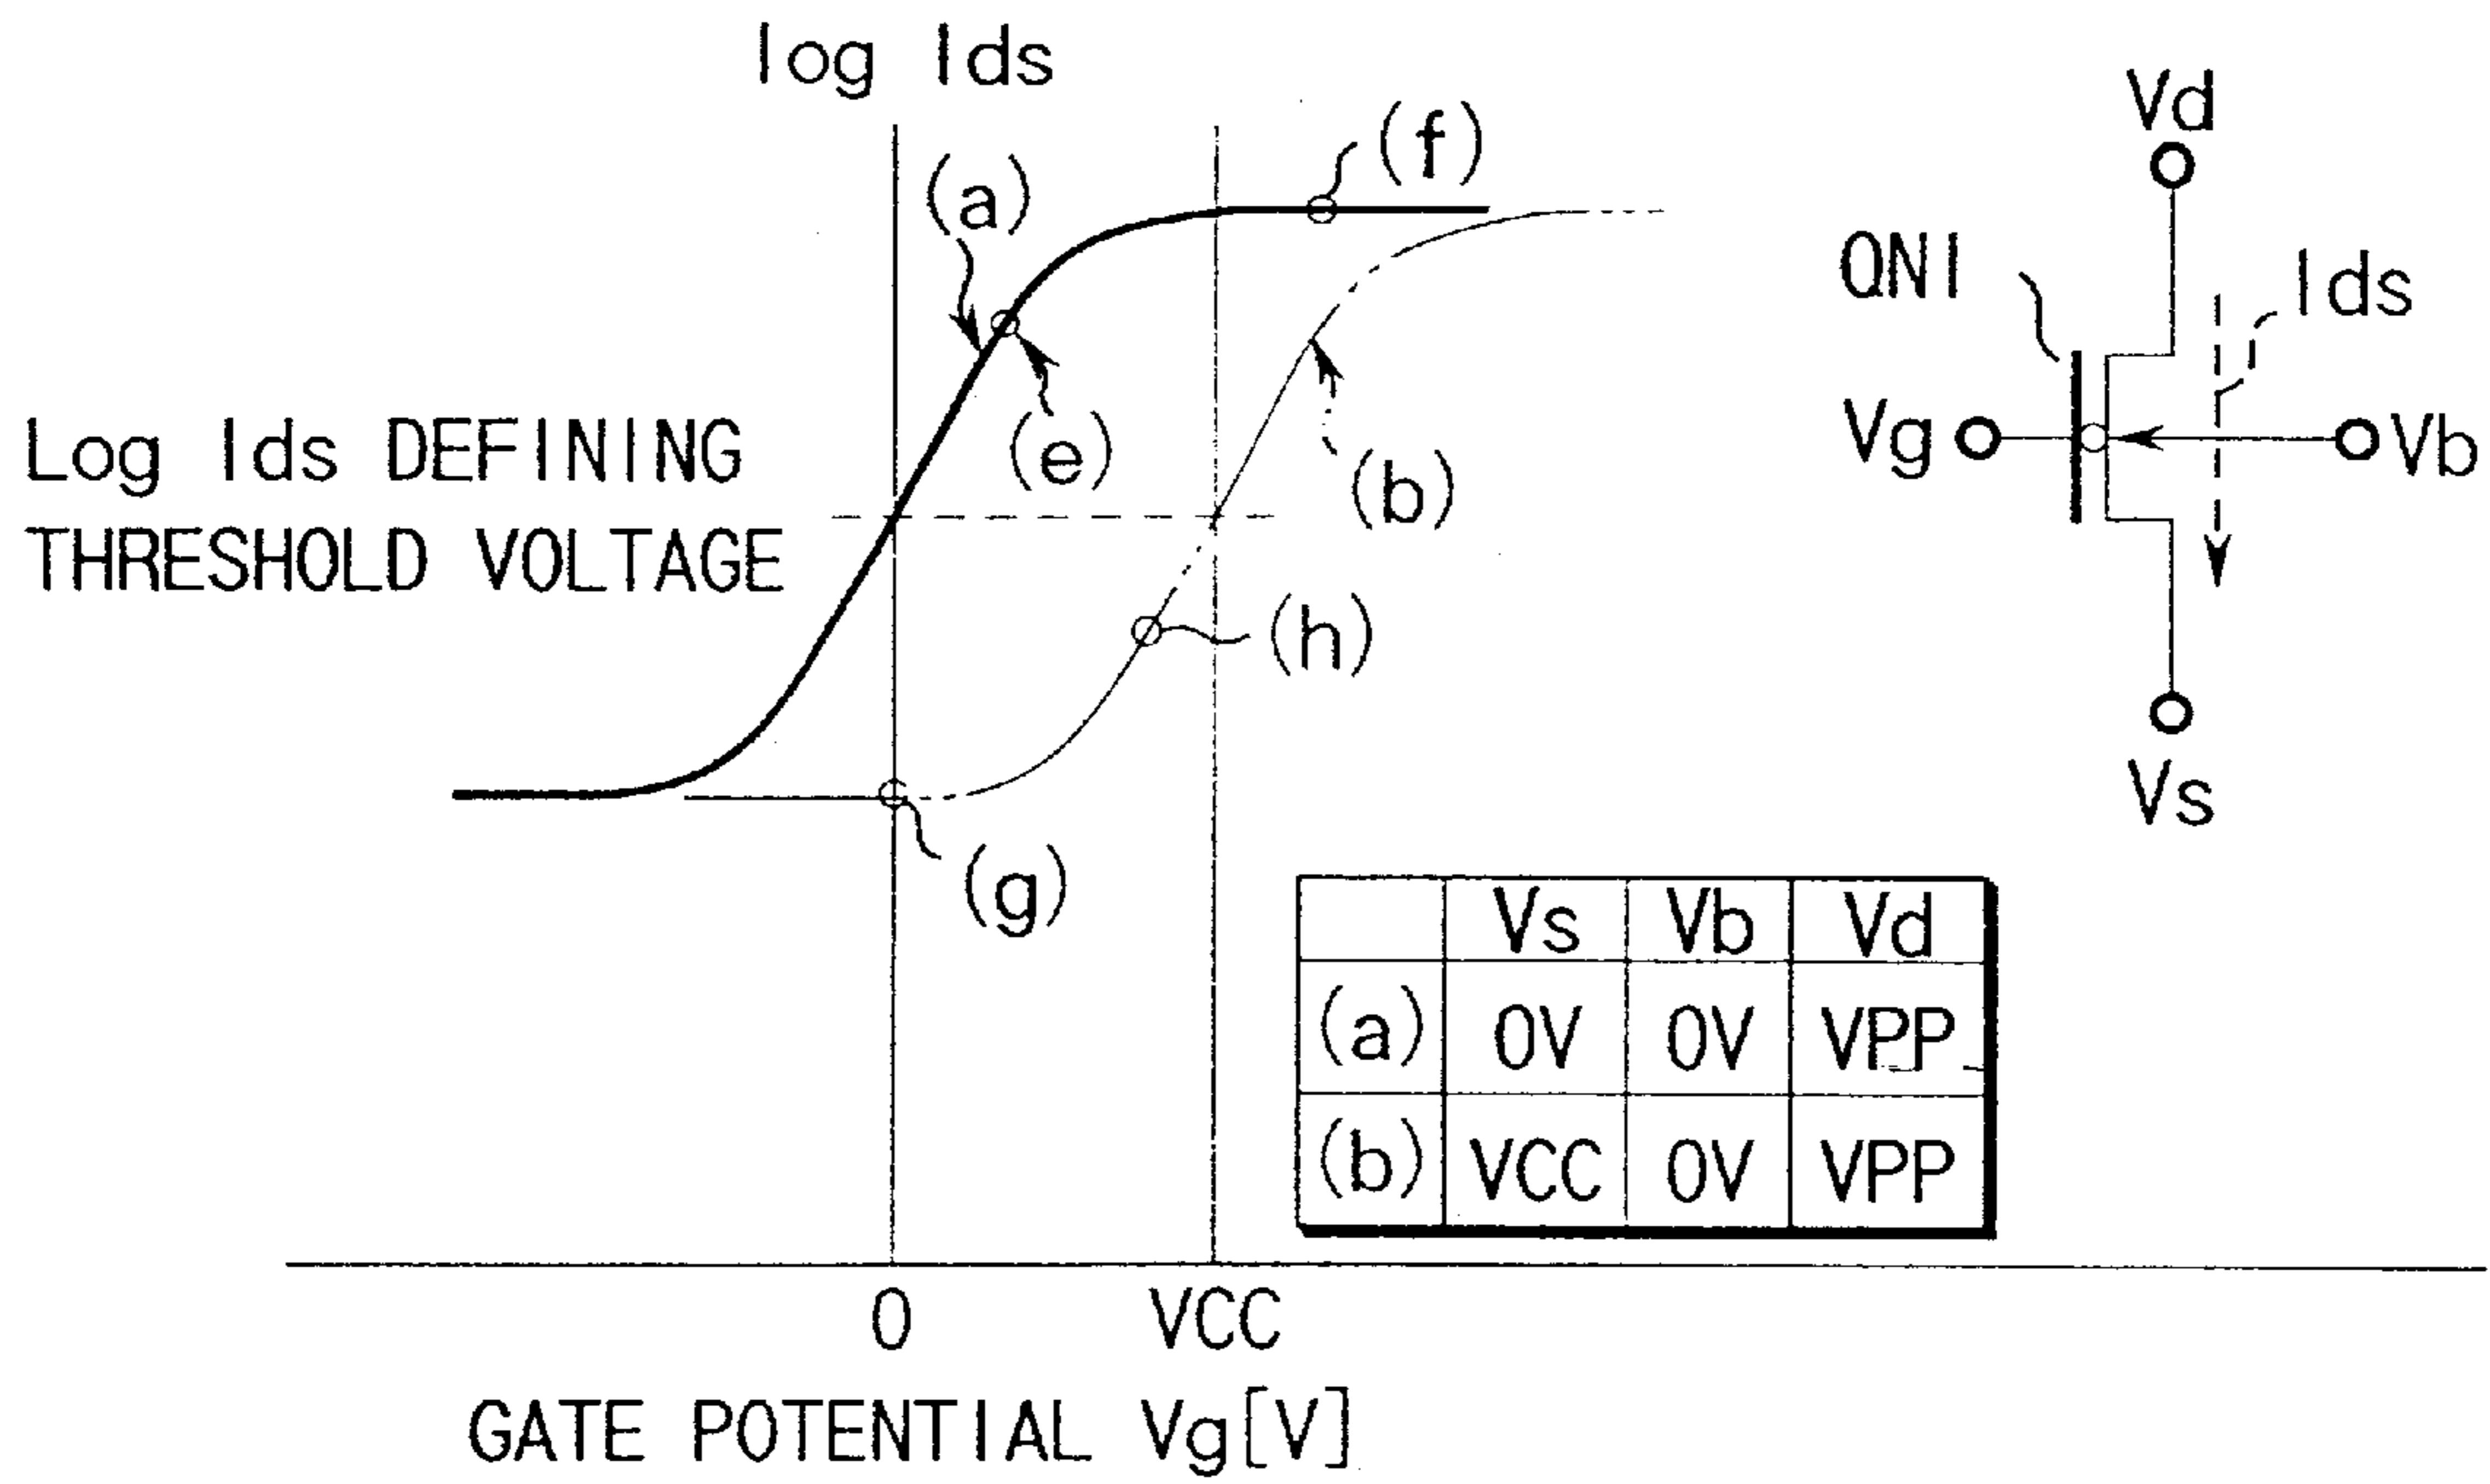 log Ids
(a)
(f)
Log Ids DEFINING
THRESHOLD VOLTAGE
(e)
(b)
(h)
(g)
Vd
QN1
Ids
Vg
Vb
Vs
Vs Vb Vd
(a) 0V 0V VPP
(b) VCC 0V VPP
0 VCC
GATE POTENTIAL Vg[V]